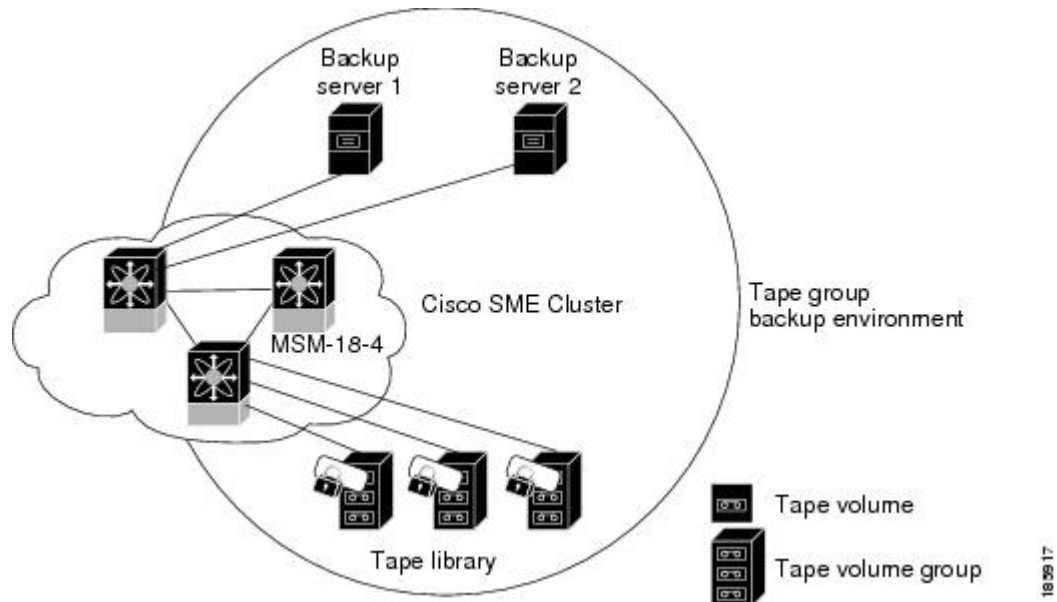 Backup
server 1
Backup
server 2
Cisco SME Cluster
MSM-18-4
Tape group
backup environment
Tape library
Tape volume
Tape volume group
185917